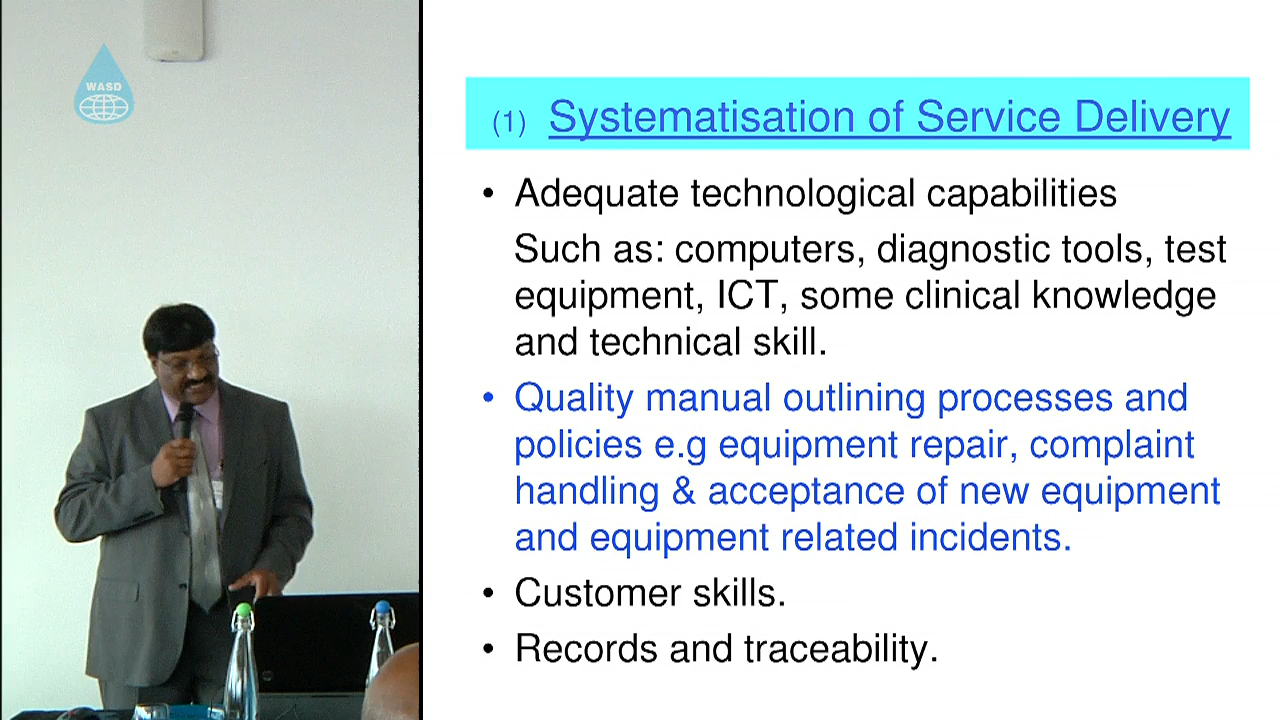 WASD
(1) Systematisation of Service Delivery
• Adequate technological capabilities
Such as: computers, diagnostic tools, test
equipment, ICT, some clinical knowledge
and technical skill.
• Quality manual outlining processes and
policies e.g equipment repair, complaint
handling & acceptance of new equipment
and equipment related incidents.
• Customer skills.
• Records and traceability.